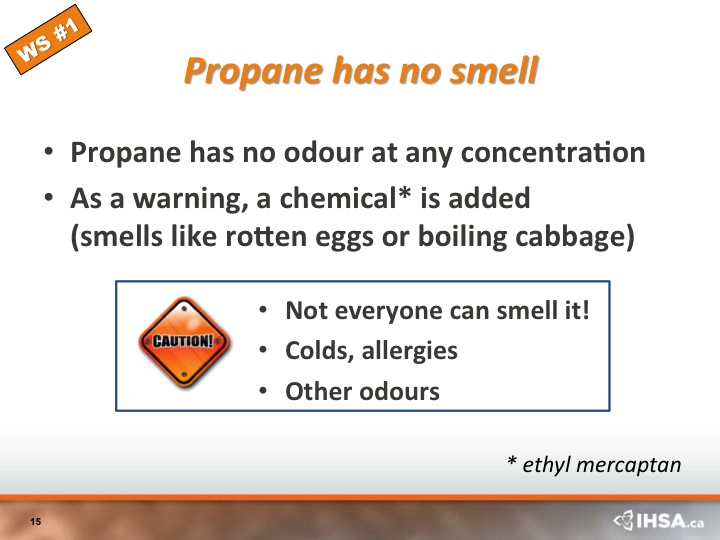 WS #1
Propane has no smell
• Propane has no odour at any concentration
• As a warning, a chemical* is added
(smells like rotten eggs or boiling cabbage)
CAUTION!
• Not everyone can smell it!
• Colds, allergies
• Other odours
* ethyl mercaptan
15
IHSA.ca